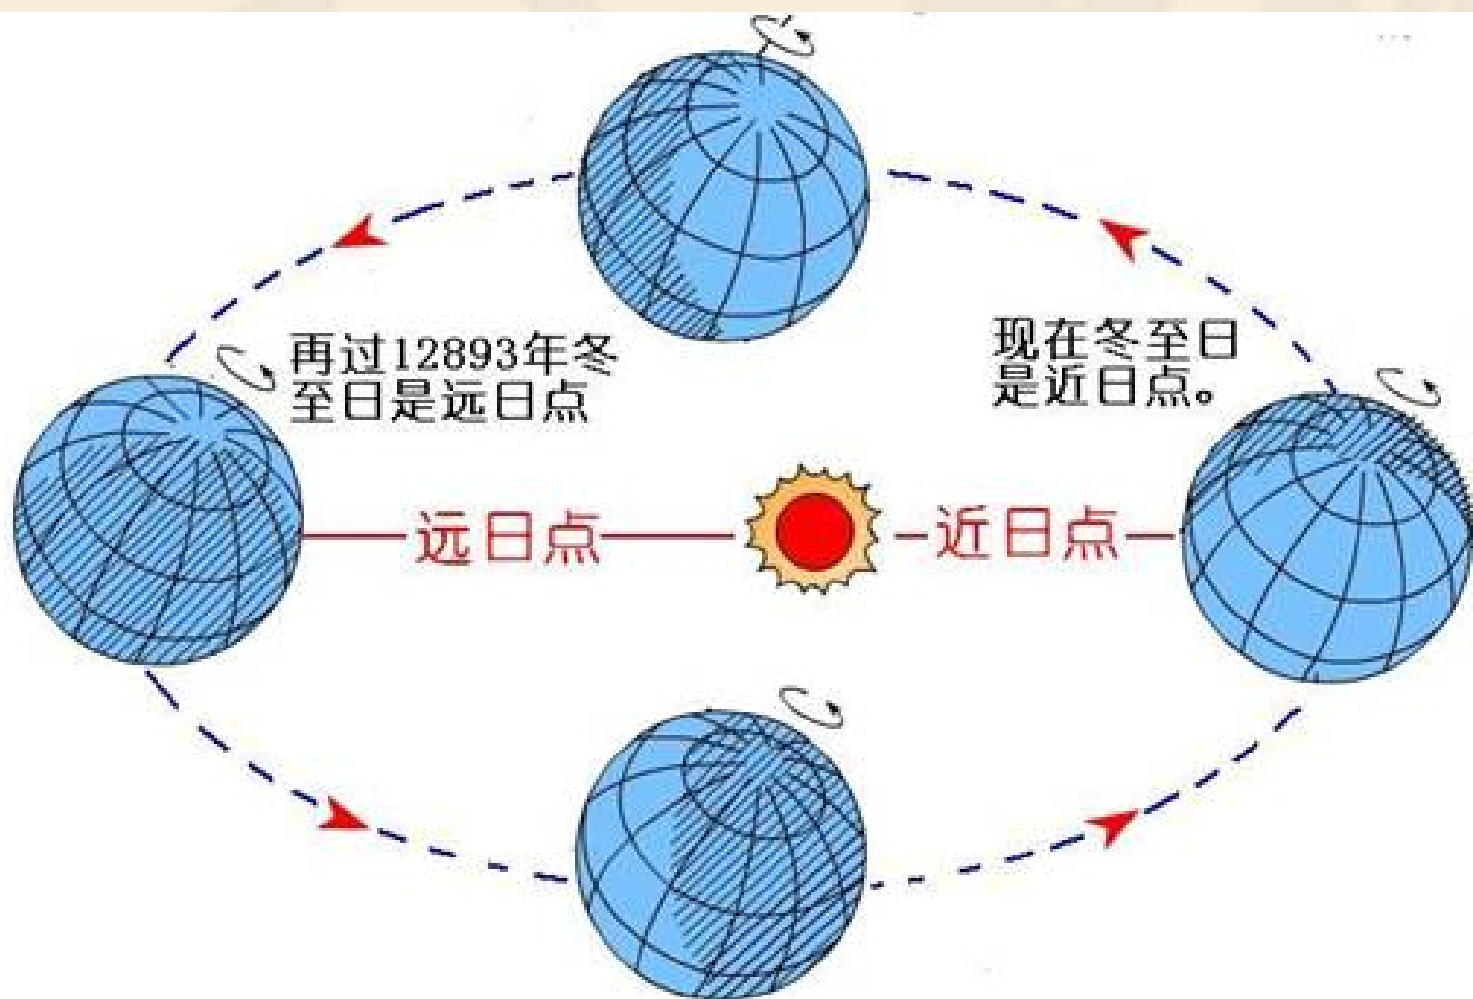 再过12893年冬
至日是远日点
现在冬至日
是近日点。
远日点
近日点